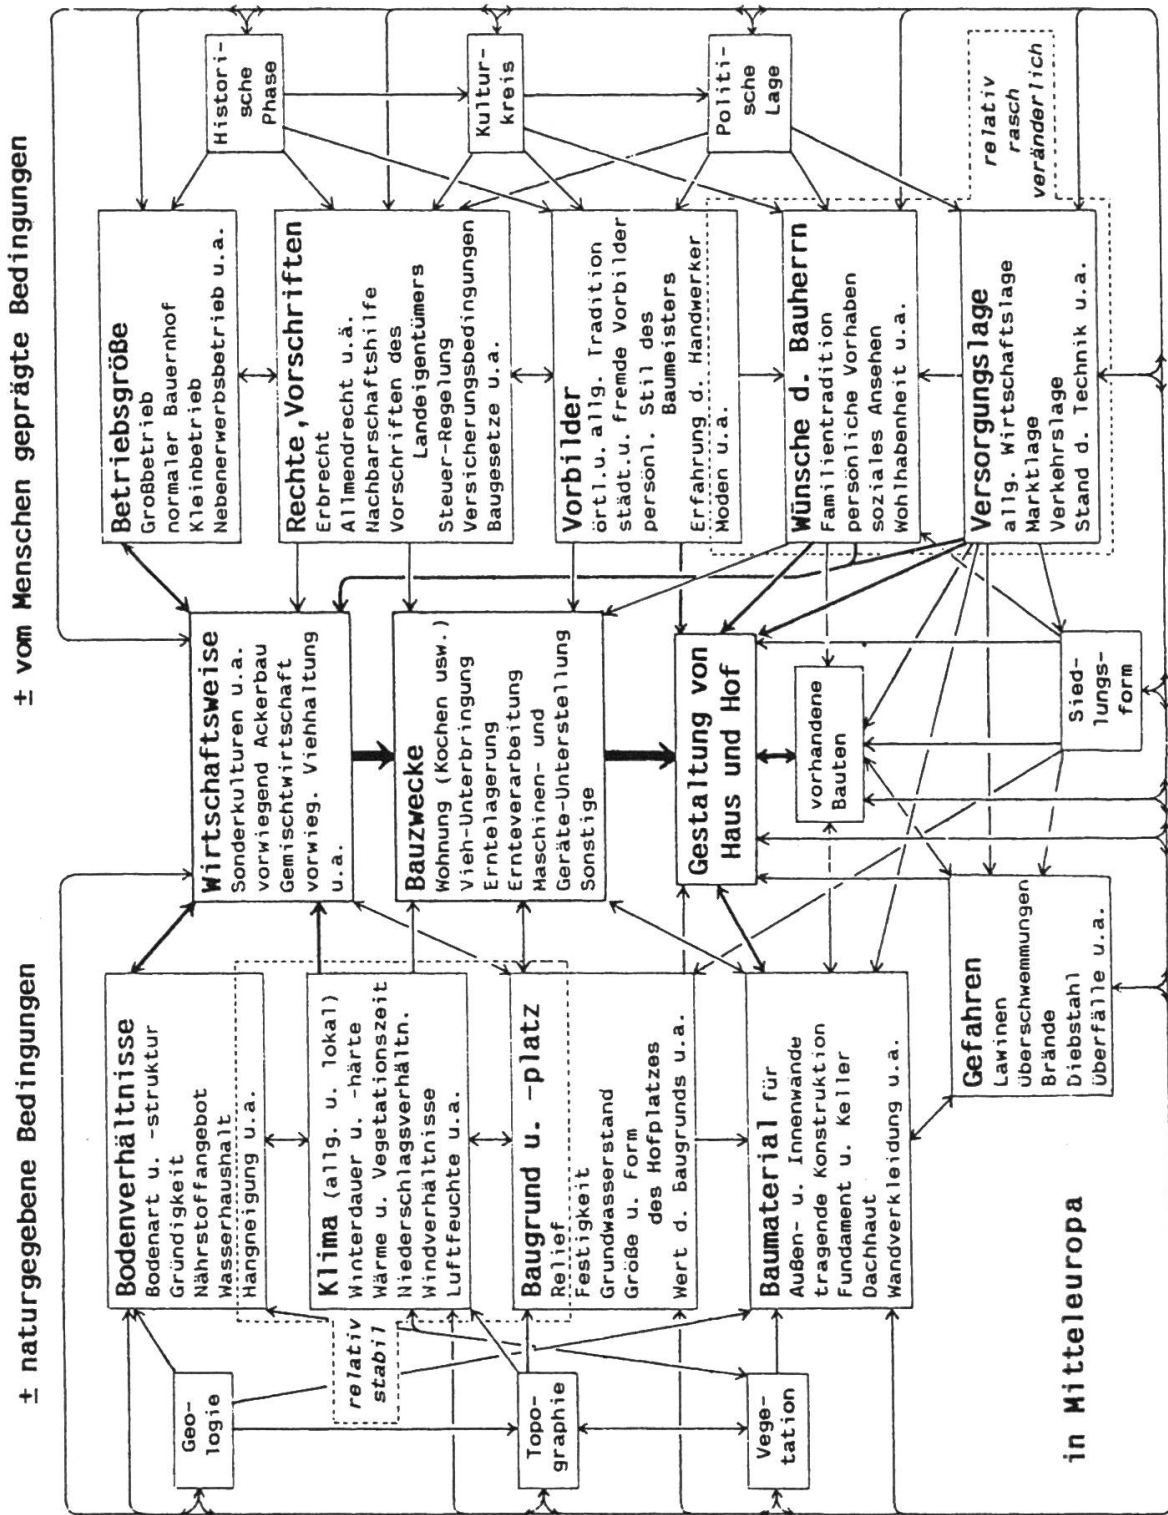 ± naturgegebene Bedingungen
± vom Menschen geprägte Bedingungen
Geo-
logie
Topo-
graphie
Vege-
tation
relativ
stabil
Bodenverhältnisse
Bodenart u. -struktur
Gründigkeit
Nährstoffangebot
Wasserhaushalt
Hangneigung u.a.
Klima (allg. u. lokal)
Winterdauer u. -härte
Wärme u. Vegetationszeit
Niederschlagsverhältn.
Windverhältnisse
Luftfeuchte u.a.
Baugrund u. -platz
Relief
Festigkeit
Grundwasserstand
Größe u. Form
des Hofplatzes
Wert d. Baugrunds u.a.
Baumaterial für
Außen- u. Innenwände
tragende Konstruktion
Fundament u. Keller
Dachhaut
Wandverkleidung u.a.
Gefahren
Lawinen
Überschwemmungen
Brände
Diebstahl
Überfälle u.a.
Wirtschaftsweise
Sonderkulturen u.a.
vorwiegend Ackerbau
Gemischtwirtschaft
vorwieg. Viehhaltung
u.a.
Bauzwecke
Wohnung (Kochen usw.)
Vieh-Unterbringung
Erntelagerung
Ernteverarbeitung
Maschinen- und
Geräte-Unterstellung
Sonstige
Gestaltung von
Haus und Hof
vorhandene
Bauten
Sied-
lungs-
form
Betriebsgröße
Großbetrieb
normaler Bauernhof
Kleinbetrieb
Nebenerwerbsbetrieb u.a.
Rechte,Vorschriften
Erbrecht
Allmendrecht u.ä.
Nachbarschaftshilfe
Vorschriften des
Landeigentümers
Steuer-Regelung
Versicherungsbedingungen
Baugesetze u.a.
Vorbilder
örtl.u. allg. Tradition
städt.u. fremde Vorbilder
persönl. Stil des
Baumeisters
Erfahrung d. Handwerker
Moden u.a.
Wünsche d. Bauherrn
Familientradition
persönliche Vorhaben
soziales Ansehen
Wohlhabenheit u.a.
Versorgungslage
allg. Wirtschaftslage
Marktlage
Verkehrslage
Stand d. Technik u.a.
Histori-
sche
Phase
Kultur-
kreis
Politi-
sche
Lage
relativ
rasch
veränderlich
in Mitteleuropa